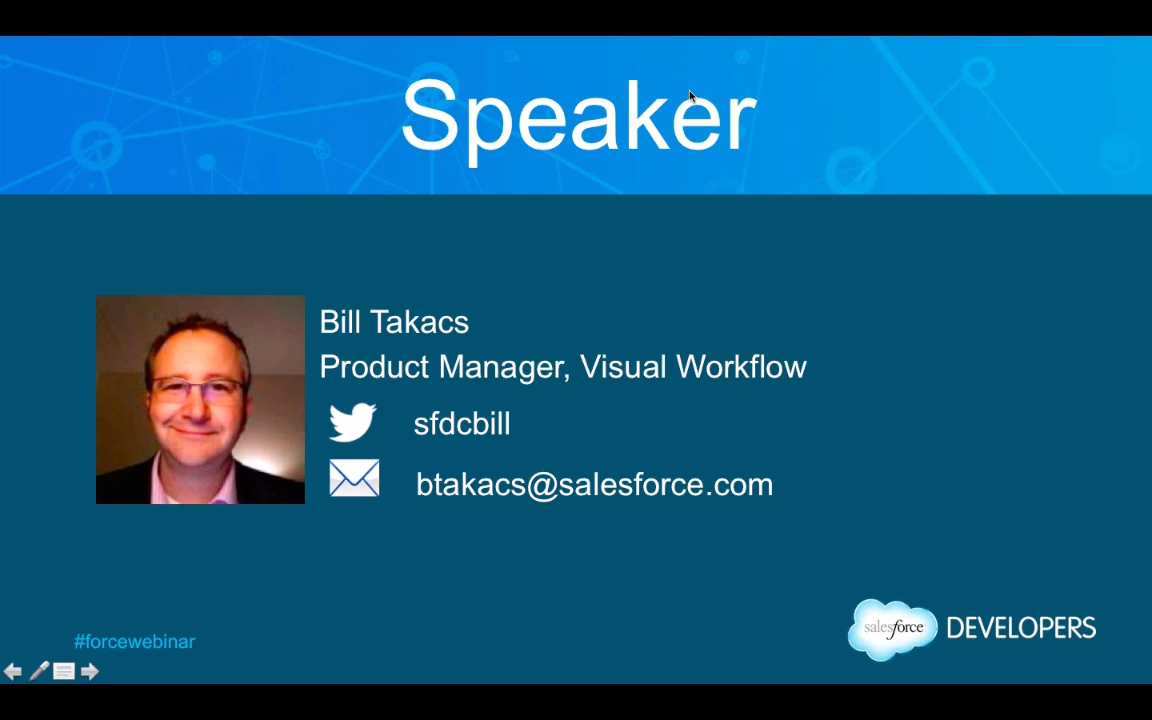 Speaker
Bill Takacs
Product Manager, Visual Workflow
sfdcbill
btakacs@salesforce.com
#forcewebinar
salesforce DEVELOPERS